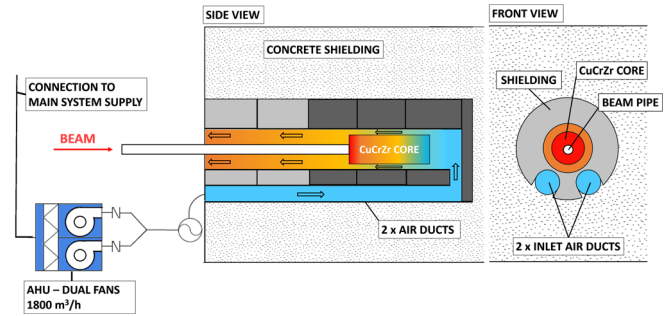 SIDE VIEW
FRONT VIEW
CONCRETE SHIELDING
CONNECTION TO
MAIN SYSTEM SUPPLY
BEAM
CuCrZr CORE
2 x AIR DUCTS
AHU – DUAL FANS
1800 m³/h
SHIELDING
CuCrZr CORE
BEAM PIPE
2 x INLET AIR DUCTS